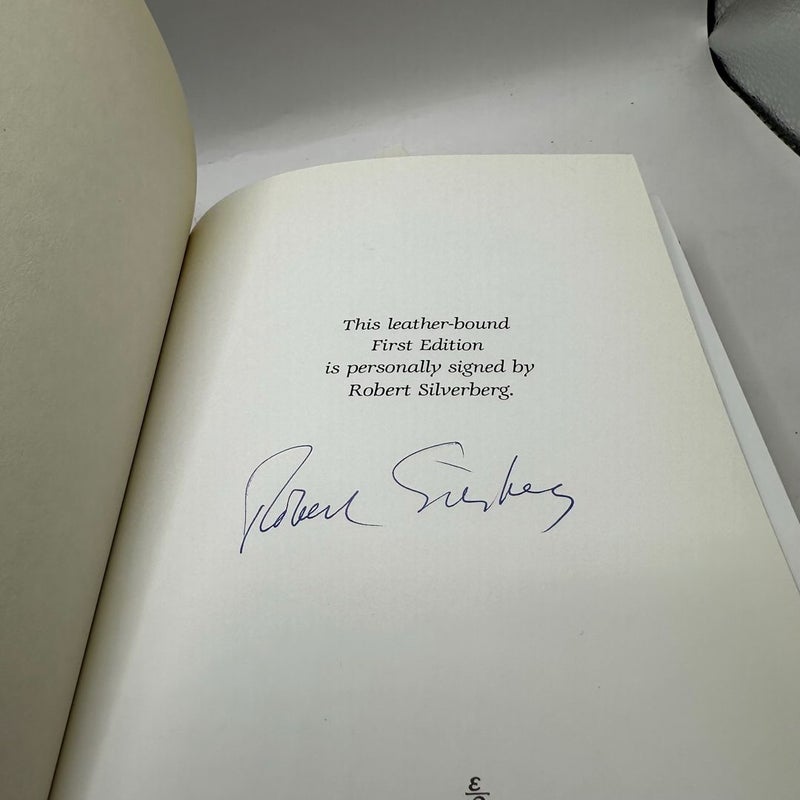 This leather-bound
First Edition
is personally signed by
Robert Silverberg.
Robert Silverberg